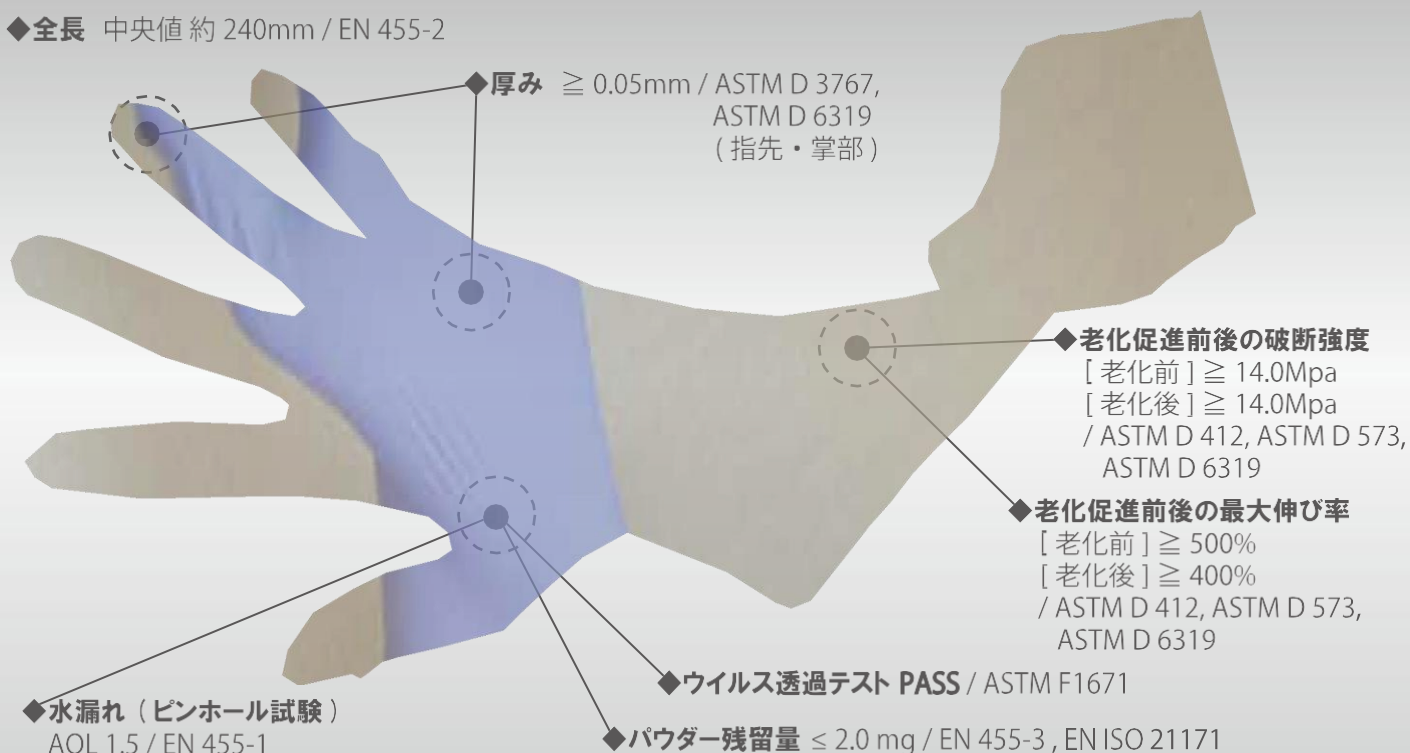 ◆全長 中央値 約 240mm / EN 455-2
◆厚み ≧ 0.05mm / ASTM D 3767,
ASTM D 6319
( 指先・掌部 )
◆老化促進前後の破断強度
[ 老化前 ] ≧ 14.0Mpa
[ 老化後 ] ≧ 14.0Mpa
/ ASTM D 412, ASTM D 573,
ASTM D 6319
◆老化促進前後の最大伸び率
[ 老化前 ] ≧ 500%
[ 老化後 ] ≧ 400%
/ ASTM D 412, ASTM D 573,
ASTM D 6319
◆ウイルス透過テスト PASS / ASTM F1671
◆水漏れ ( ピンホール試験 )
AQL 1.5 / EN 455-1
◆パウダー残留量 ≤ 2.0 mg / EN 455-3 , EN ISO 21171